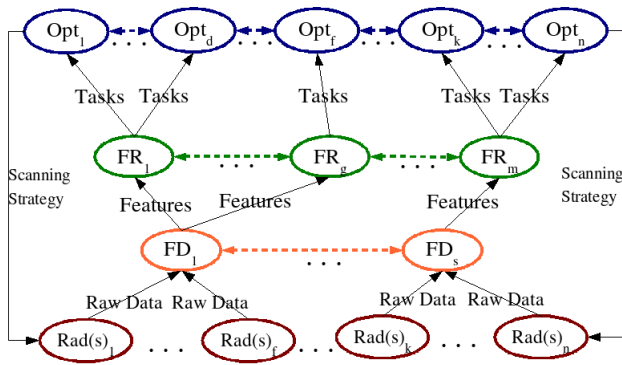 Opt1 Optd Optf Optk Optn
. . . . . . . . . . . .
Tasks Tasks Tasks Tasks Tasks
FR1 FRg FRm
. . . . . .
Scanning Strategy
Scanning Strategy
Features Features Features
FD1 FDs
. . .
Raw Data Raw Data Raw Data Raw Data
Rad(s)1 . . . Rad(s)f . . . Rad(s)k . . . Rad(s)n